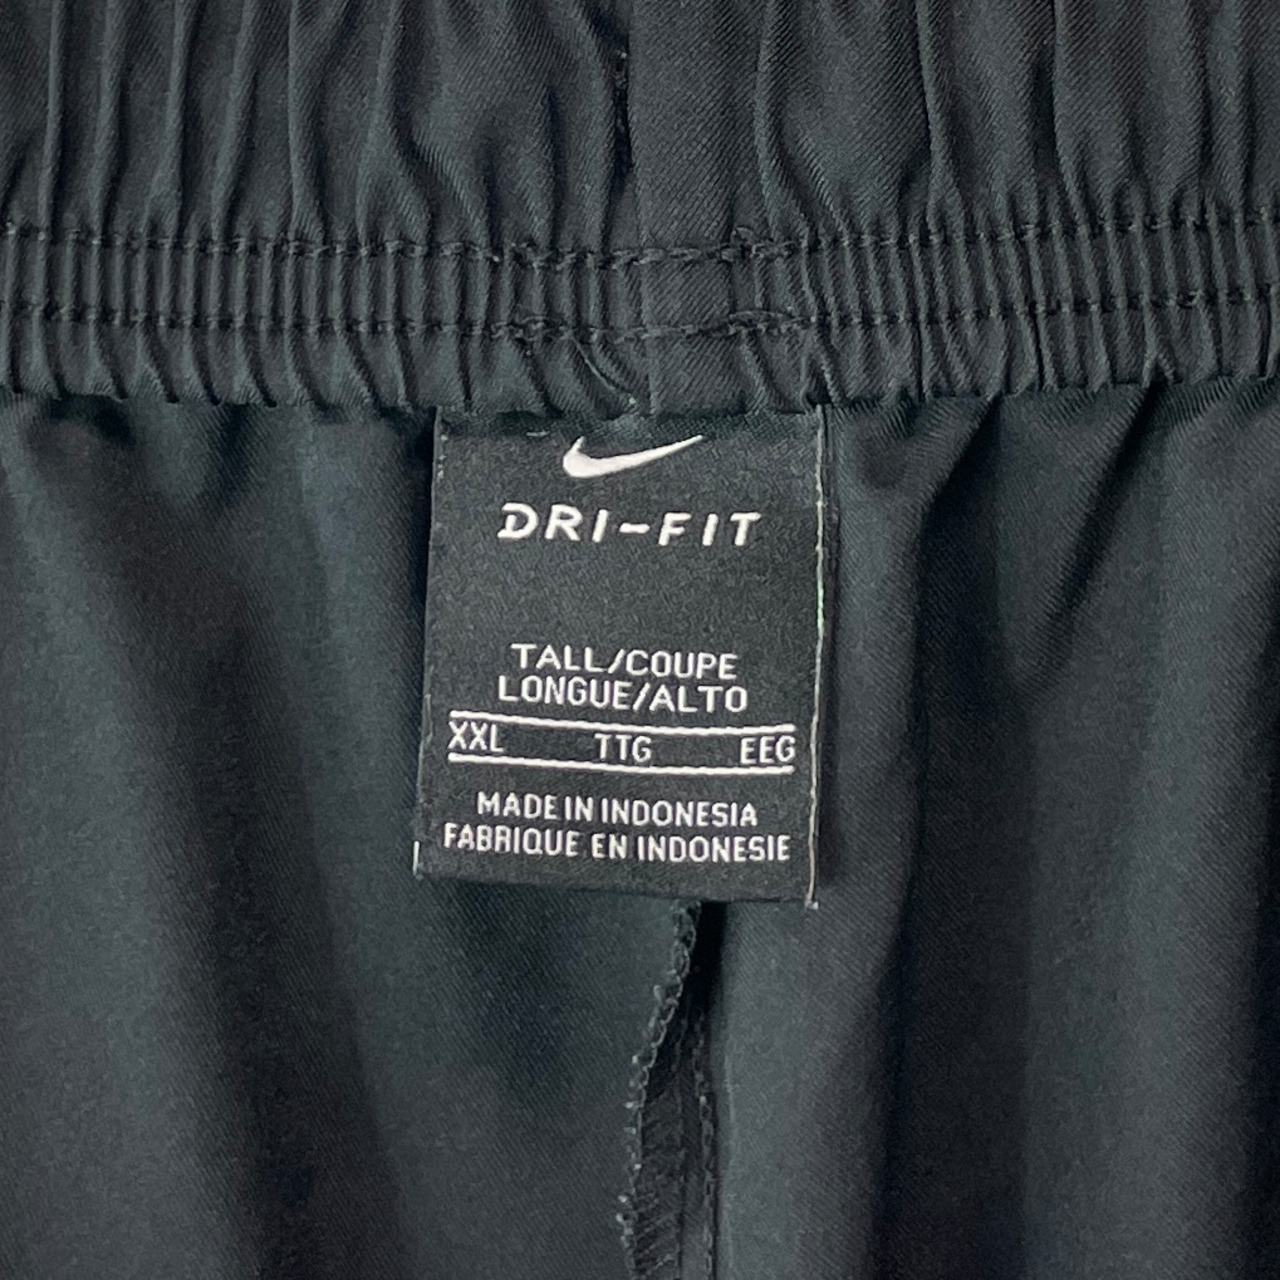 DRI-FIT
TALL/COUPE
LONGUE/ALTO
XXL TTG EEG
MADE IN INDONESIA
FABRIQUE EN INDONESIE